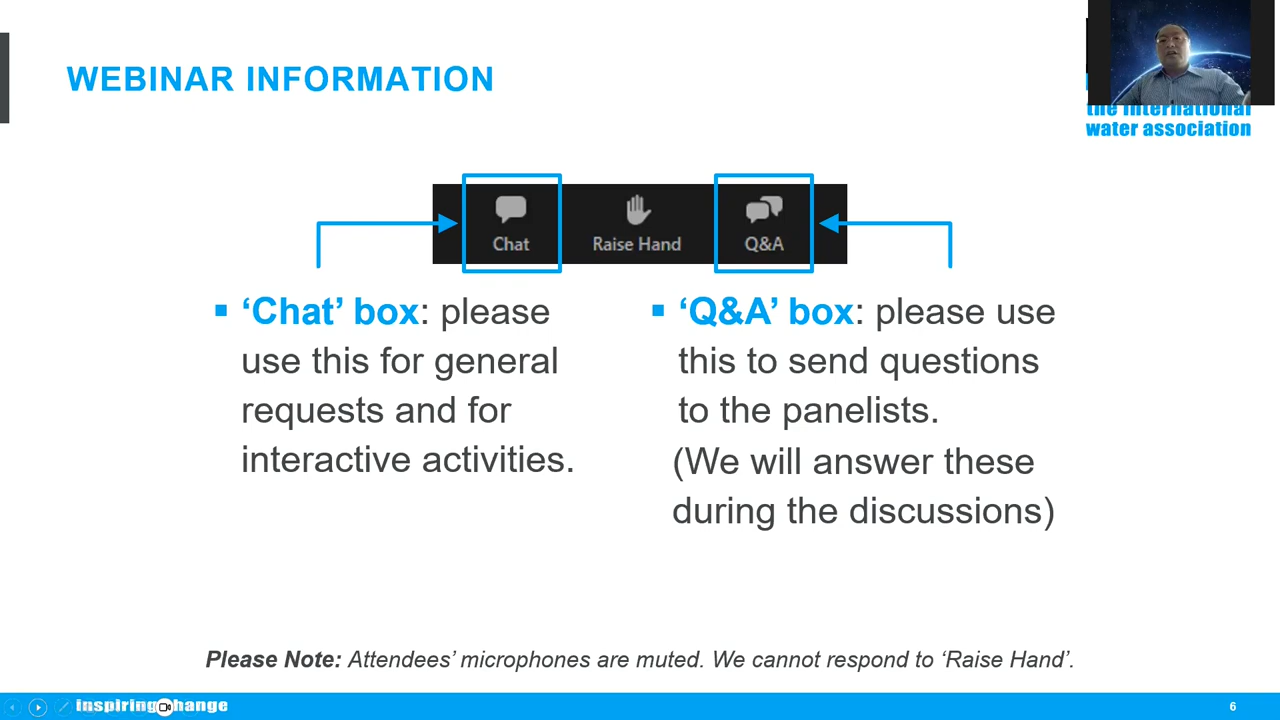 WEBINAR INFORMATION
the international
water association
Chat
Raise Hand
Q&A
▪ ‘Chat’ box: please
use this for general
requests and for
interactive activities.
▪ ‘Q&A’ box: please use
this to send questions
to the panelists.
(We will answer these
during the discussions)
Please Note: Attendees’ microphones are muted. We cannot respond to ‘Raise Hand’.
inspiring change
6